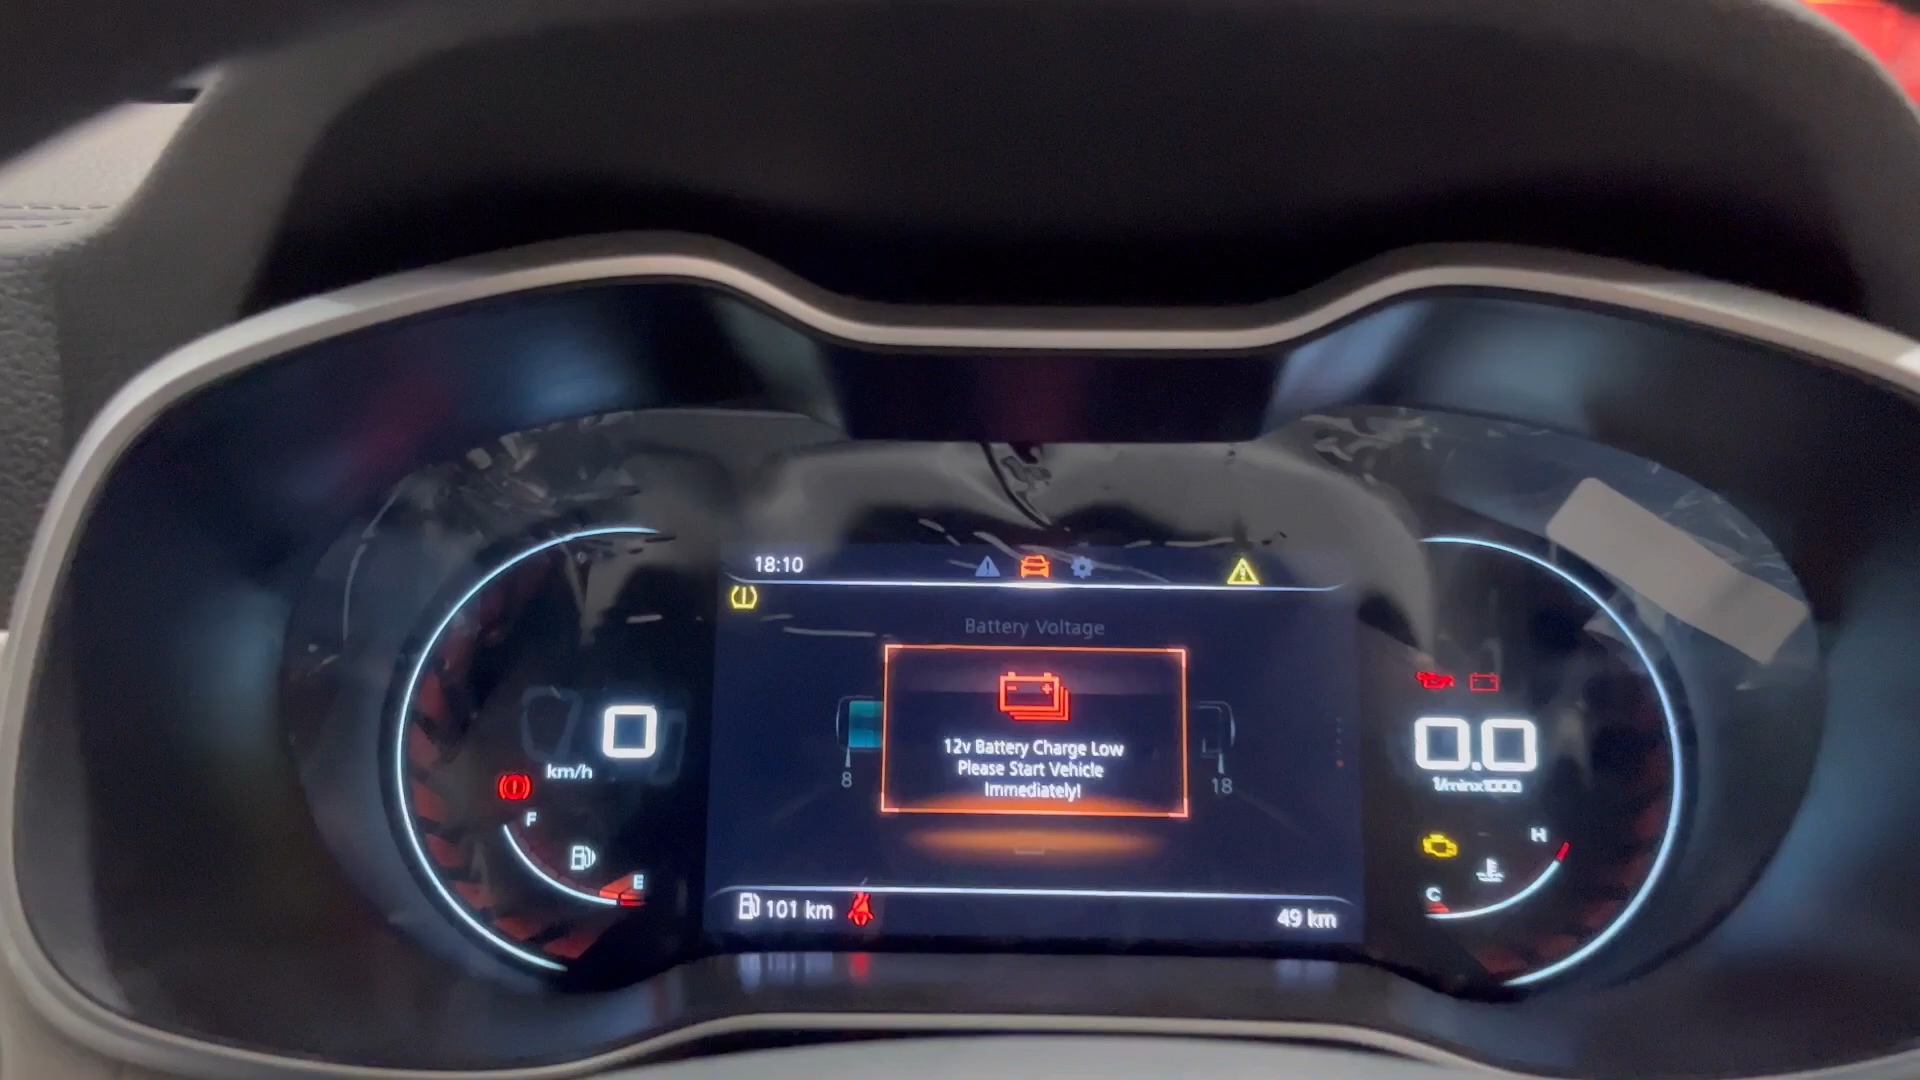 18:10
Battery Voltage
12v Battery Charge Low
Please Start Vehicle
Immediately!
8
18
0
km/h
F
E
0.0
1/minx1000
H
C
101 km
49 km